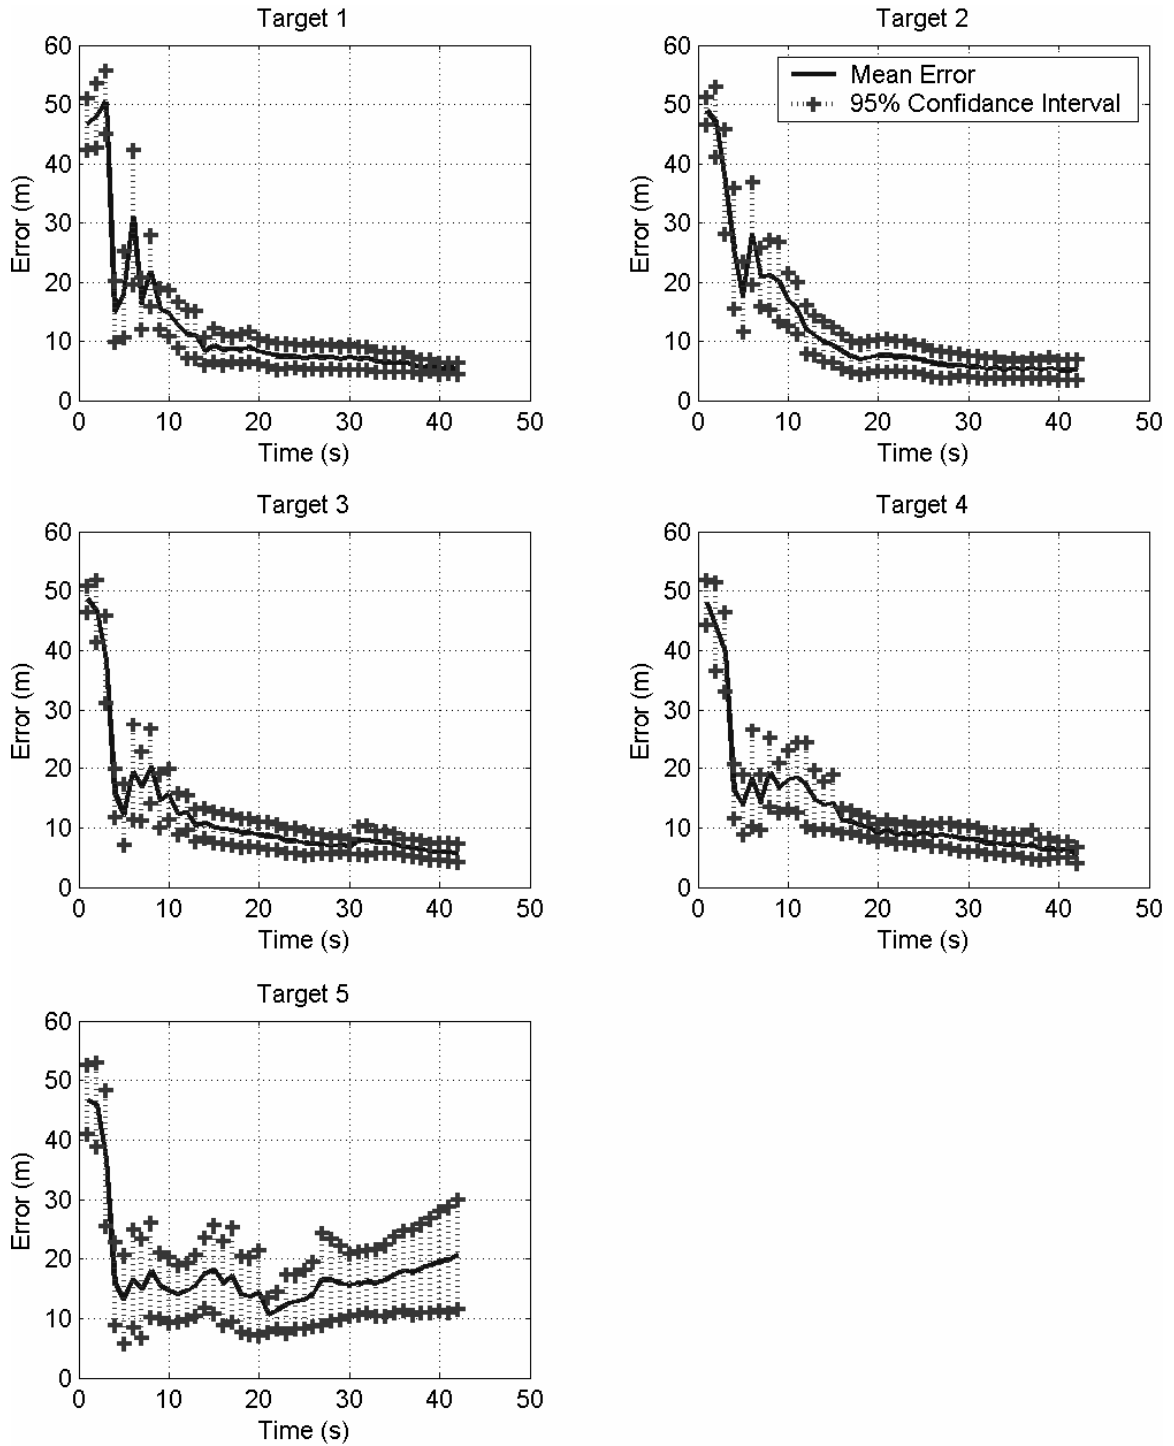 Target 1
60
50
40
30
20
10
0
Error (m)
0 10 20 30 40 50
Time (s)
Target 2
60
50
40
30
20
10
0
Error (m)
Mean Error
95% Confidance Interval
0 10 20 30 40 50
Time (s)
Target 3
60
50
40
30
20
10
0
Error (m)
0 10 20 30 40 50
Time (s)
Target 4
60
50
40
30
20
10
0
Error (m)
0 10 20 30 40 50
Time (s)
Target 5
60
50
40
30
20
10
0
Error (m)
0 10 20 30 40 50
Time (s)